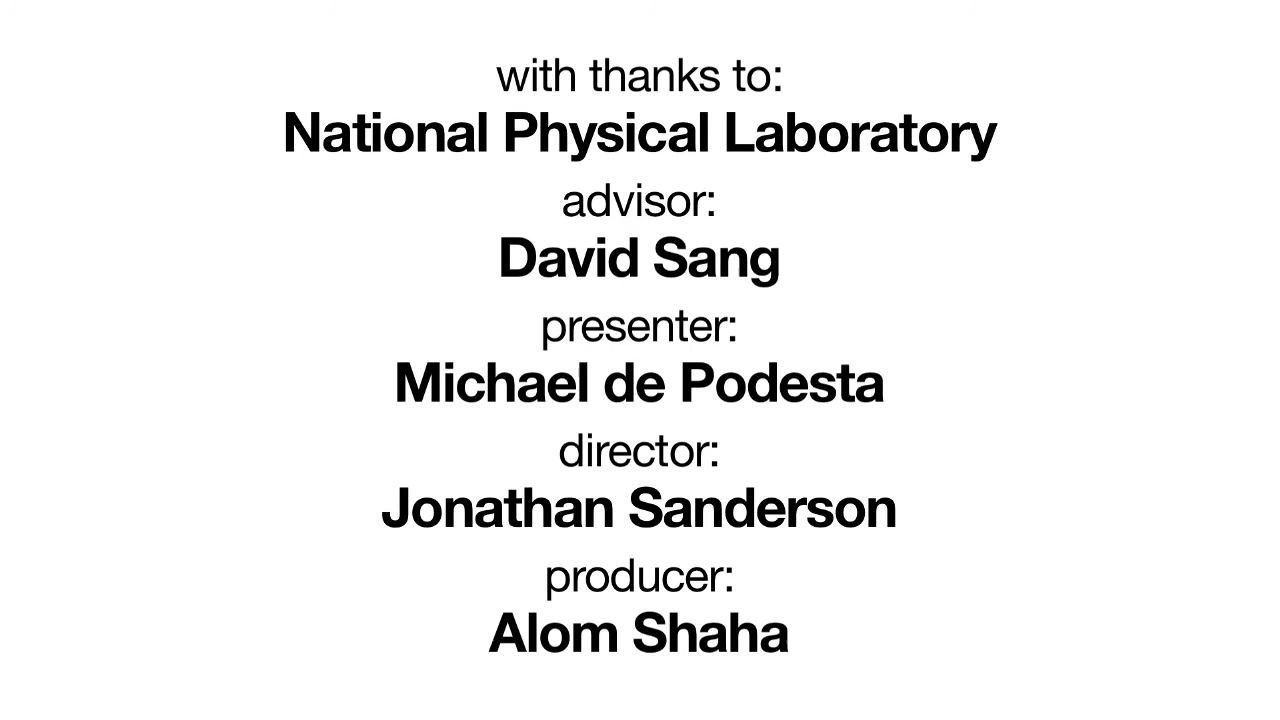 with thanks to:
National Physical Laboratory
advisor:
David Sang
presenter:
Michael de Podesta
director:
Jonathan Sanderson
producer:
Alom Shaha